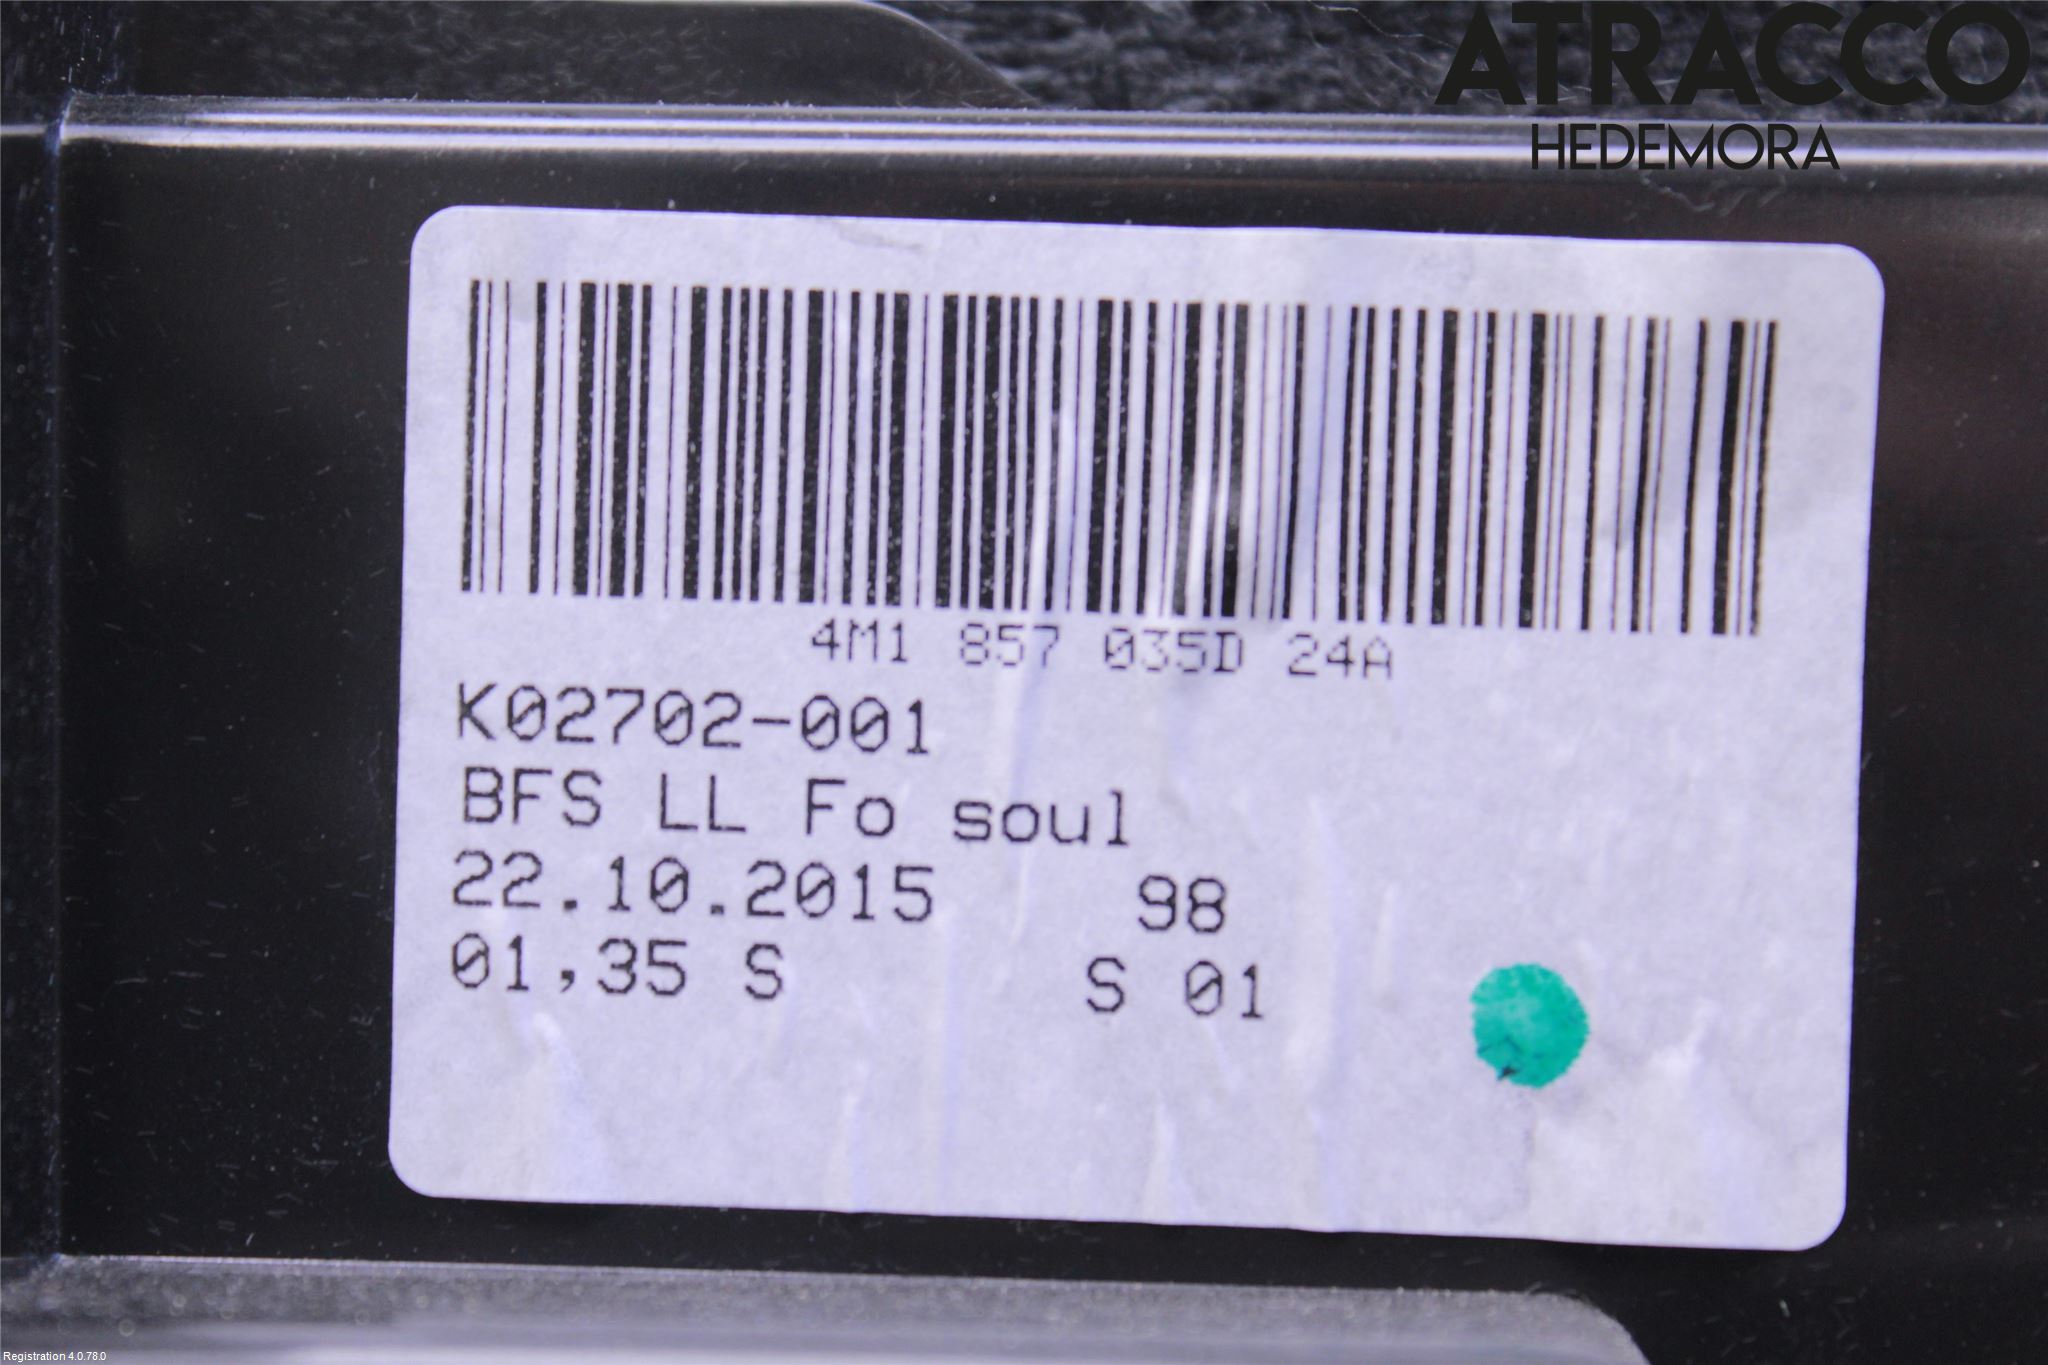 ATRACCO
HEDEMORA
4M1 857 035D 24A
K02702-001
BFS LL Fo soul
22.10.2015 98
01,35 S S 01
Registration 4.0.78.0